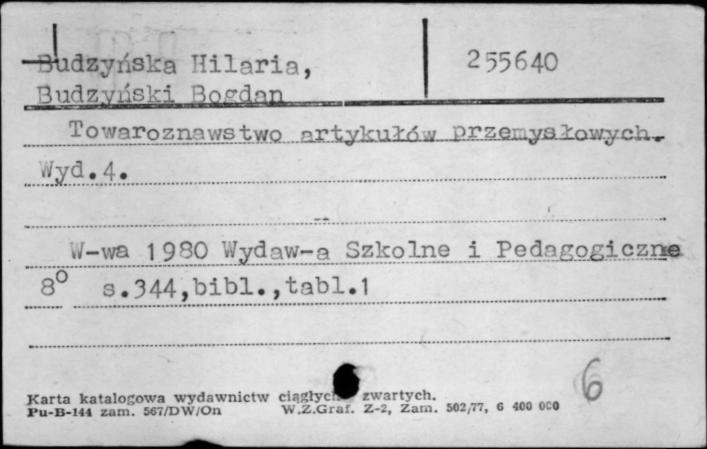 Budzyńska Hilaria,
255640
Budzyński Bogdan
Towaroznawstwo artykułów przemysłowych.
Wyd.4.
W-wa 1980 Wydaw-a Szkolne i Pedagogiczne
8° s.344,bibl.,tabl.1
6
Karta katalogowa wydawnictw zwartych.
Pu-B-144 zam. 567/DW/On W.Z.Graf. Z-2, Zam. 502/77, 6 400 000